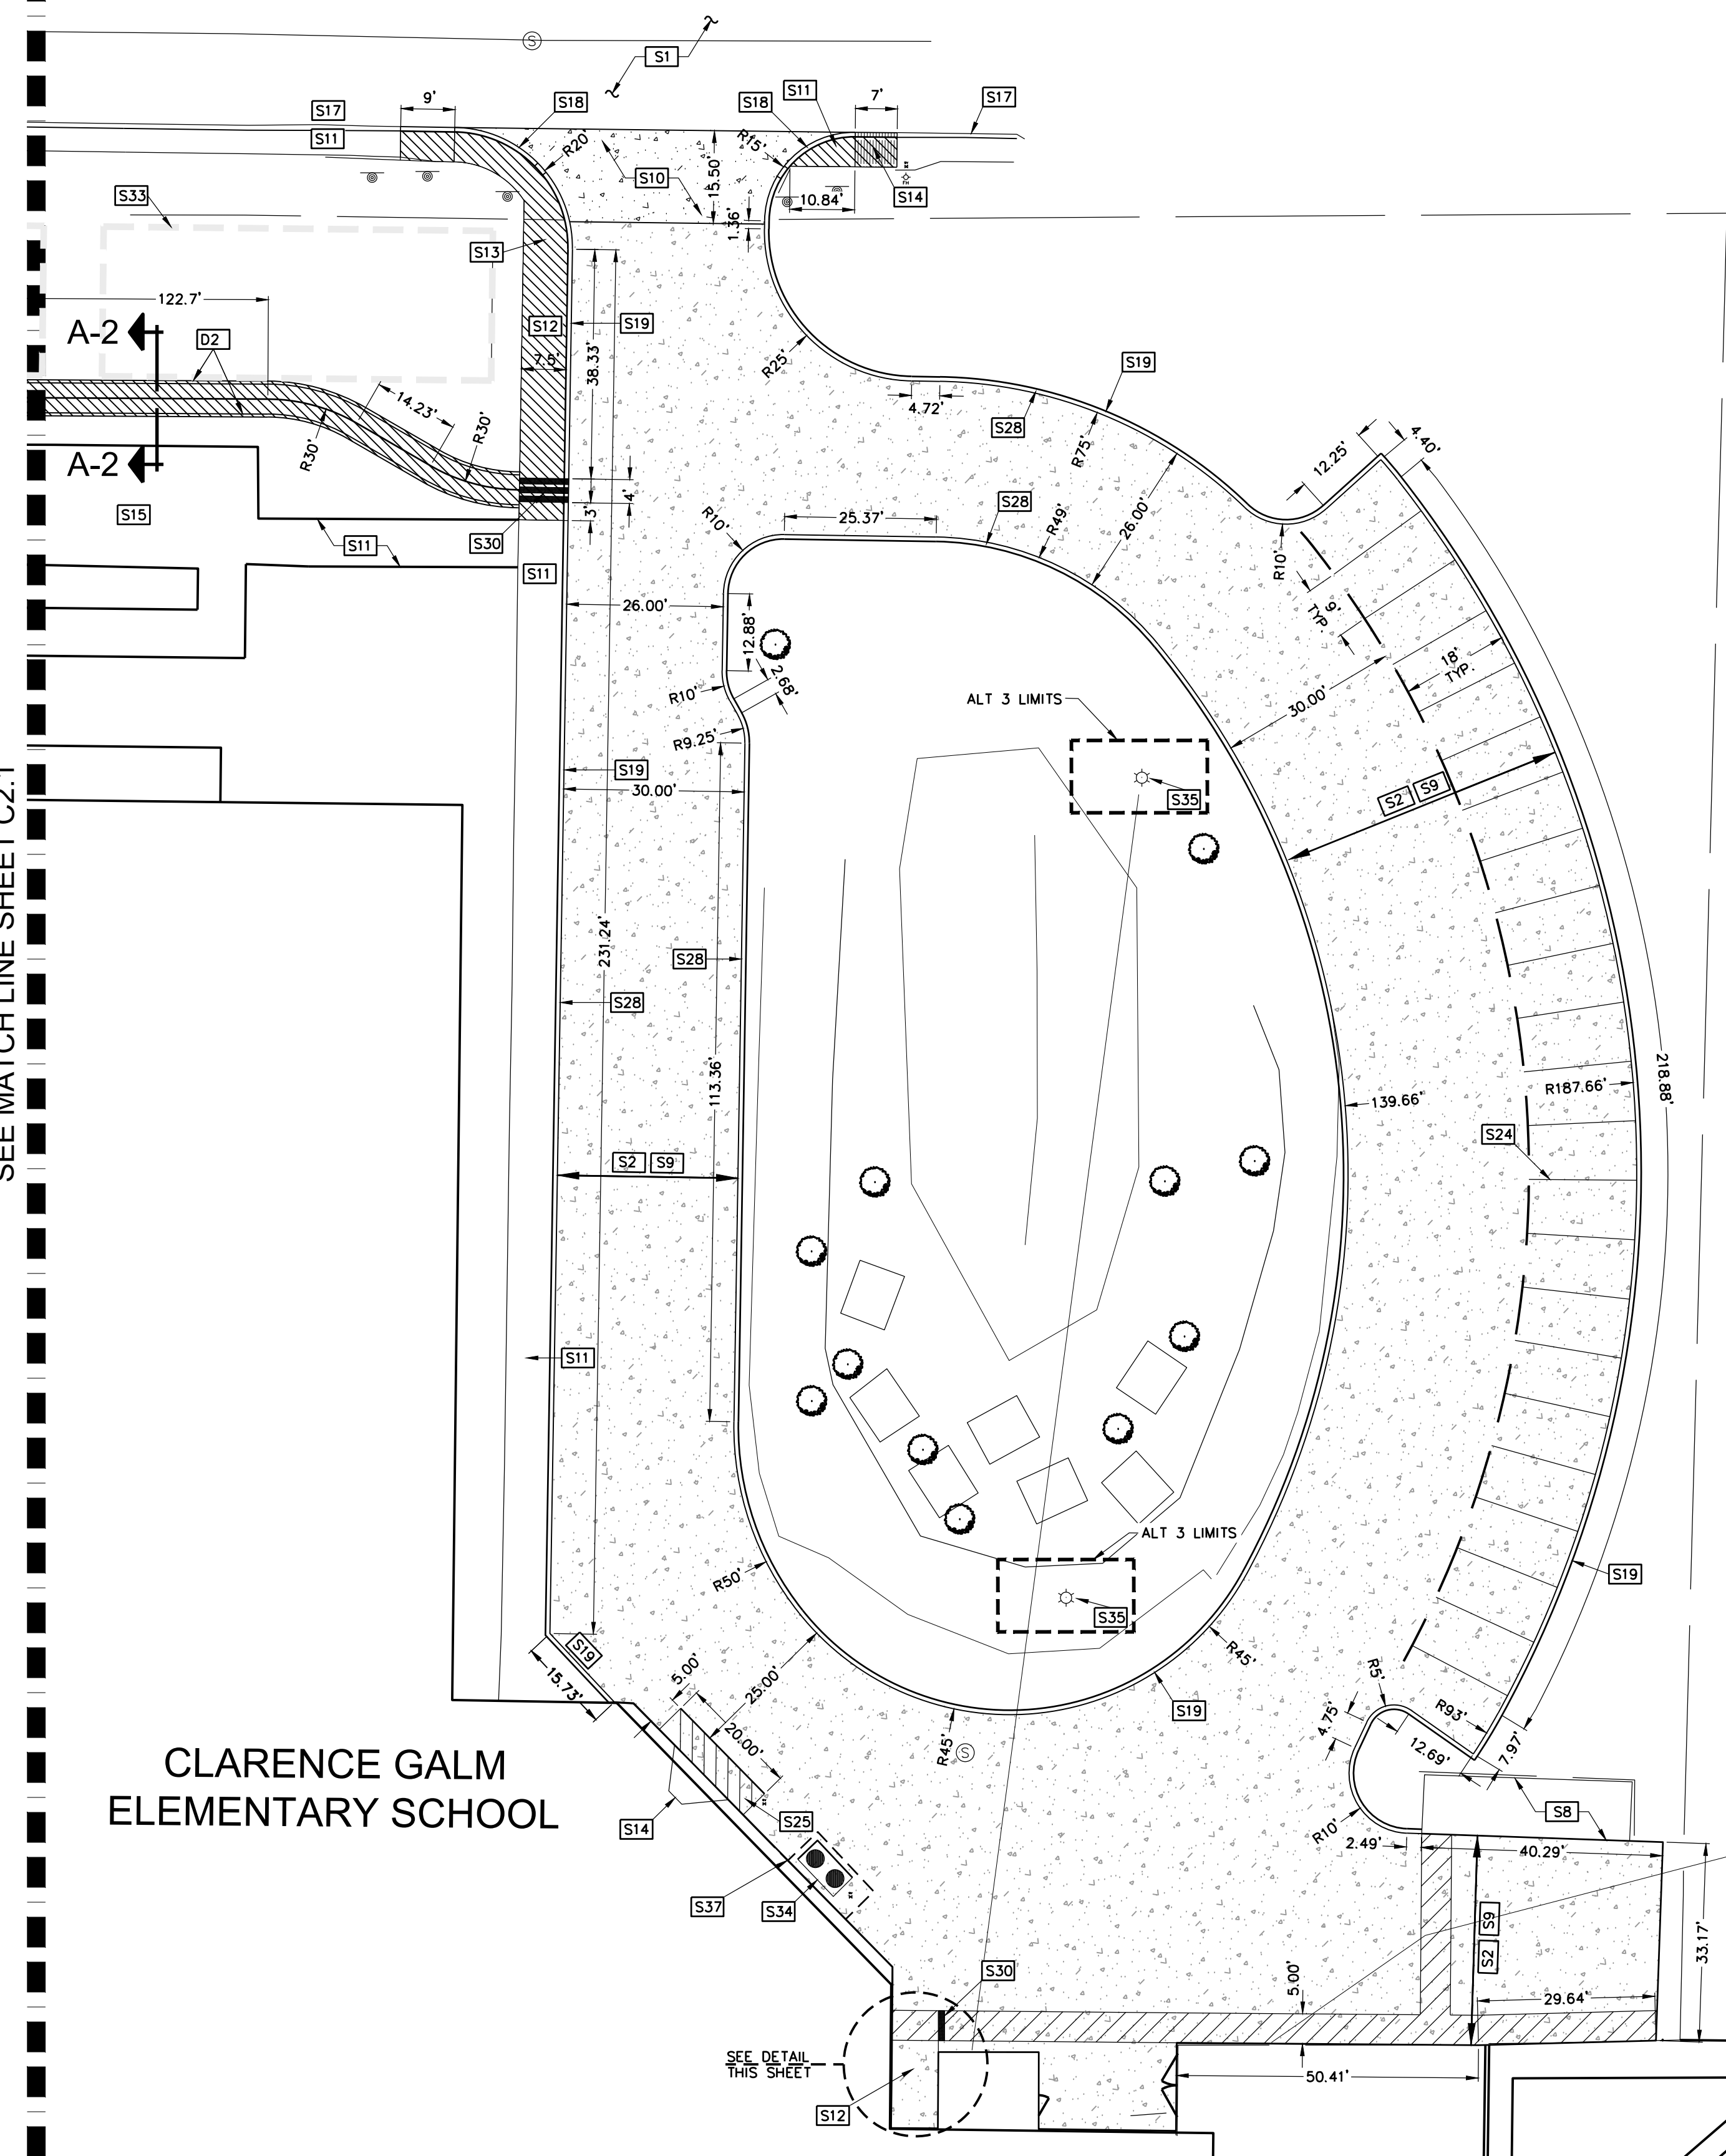 S
S1
S17
9'
S18
S18
S11
7'
S17
S11
R20'
R15'
15.50'
S10
S14
S33
10.84'
1.36'
S13
122.7'
A-2
D2
S12
S19
38.33'
7.5'
R25'
S19
14.23'
4.72'
S28
R75'
12.25'
4.40'
R30'
R30'
A-2
4'
3'
S15
S11
S30
S28
R10'
25.37'
R49'
26.00'
R10'
S11
26.00'
12.88'
9'
TYP.
18'
TYP.
2.68'
R10'
ALT 3 LIMITS
30.00'
R9.25'
S19
30.00'
S35
S2 S9
SEE MATCH LINE SHEET C2.1
231.24'
S28
S28
113.36'
R187.66'
218.88'
139.66'
S24
S2 S9
S11
ALT 3 LIMITS
S19
R50'
S35
S19
15.73'
5.00'
25.00'
20.00'
R45'
S19
R5'
R93'
4.75'
12.69'
7.97'
R45'
S
CLARENCE GALM
ELEMENTARY SCHOOL
S14
S25
S8
R10'
2.49'
40.29'
S37
S34
S2 S9
33.17'
S30
5.00'
29.64'
SEE DETAIL
THIS SHEET
50.41'
S12